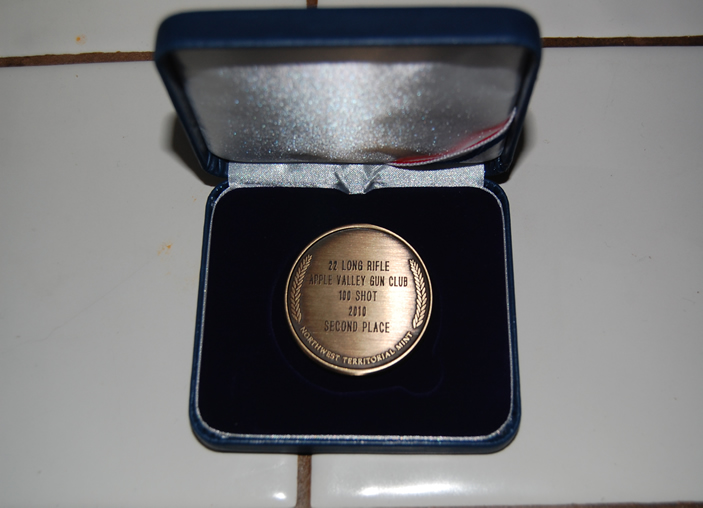 22 LONG RIFLE
APPLE VALLEY GUN CLUB
100 SHOT
2010
SECOND PLACE
NORTHWEST TERRITORIAL MINT